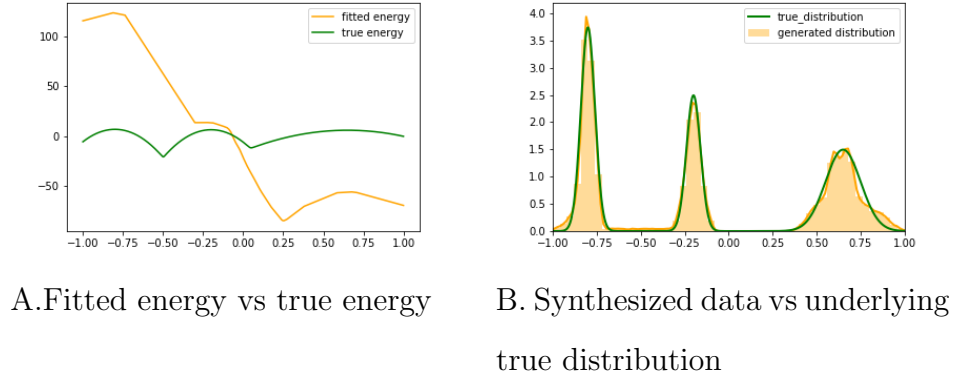 fitted energy
true energy
100
50
0
−50
−1.00 −0.75 −0.50 −0.25 0.00 0.25 0.50 0.75 1.00
true_distribution
generated distribution
4.0
3.5
3.0
2.5
2.0
1.5
1.0
0.5
0.0
−1.00 −0.75 −0.50 −0.25 0.00 0.25 0.50 0.75 1.00
A.Fitted energy vs true energy
B. Synthesized data vs underlying
true distribution